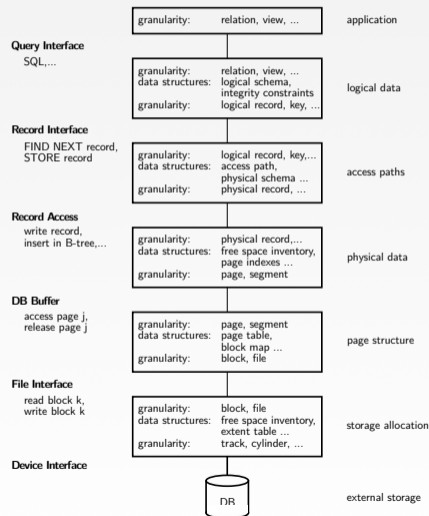 granularity: relation, view, ... application
Query Interface
SQL,...
granularity: relation, view, ...
data structures: logical schema,
integrity constraints
granularity: logical record, key, ...
logical data
Record Interface
FIND NEXT record,
STORE record
granularity: logical record, key,...
data structures: access path,
physical schema ...
granularity: physical record, ...
access paths
Record Access
write record,
insert in B-tree,...
granularity: physical record,...
data structures: free space inventory,
page indexes ...
granularity: page, segment
physical data
DB Buffer
access page j,
release page j
granularity: page, segment
data structures: page table,
block map ...
granularity: block, file
page structure
File Interface
read block k,
write block k
granularity: block, file
data structures: free space inventory,
extent table ...
granularity: track, cylinder, ...
storage allocation
Device Interface
DB
external storage